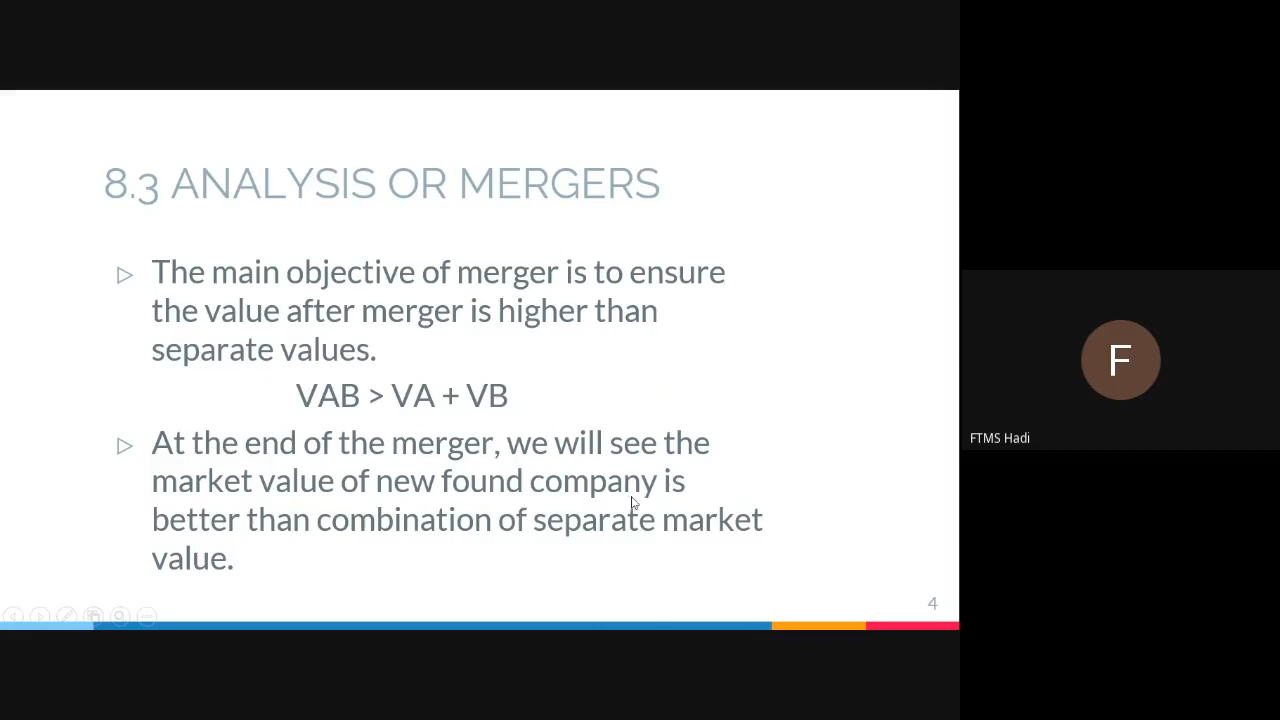 8.3 ANALYSIS OR MERGERS
The main objective of merger is to ensure
the value after merger is higher than
separate values.
VAB > VA + VB
At the end of the merger, we will see the
market value of new found company is
better than combination of separate market
value.
4
F
FTMS Hadi